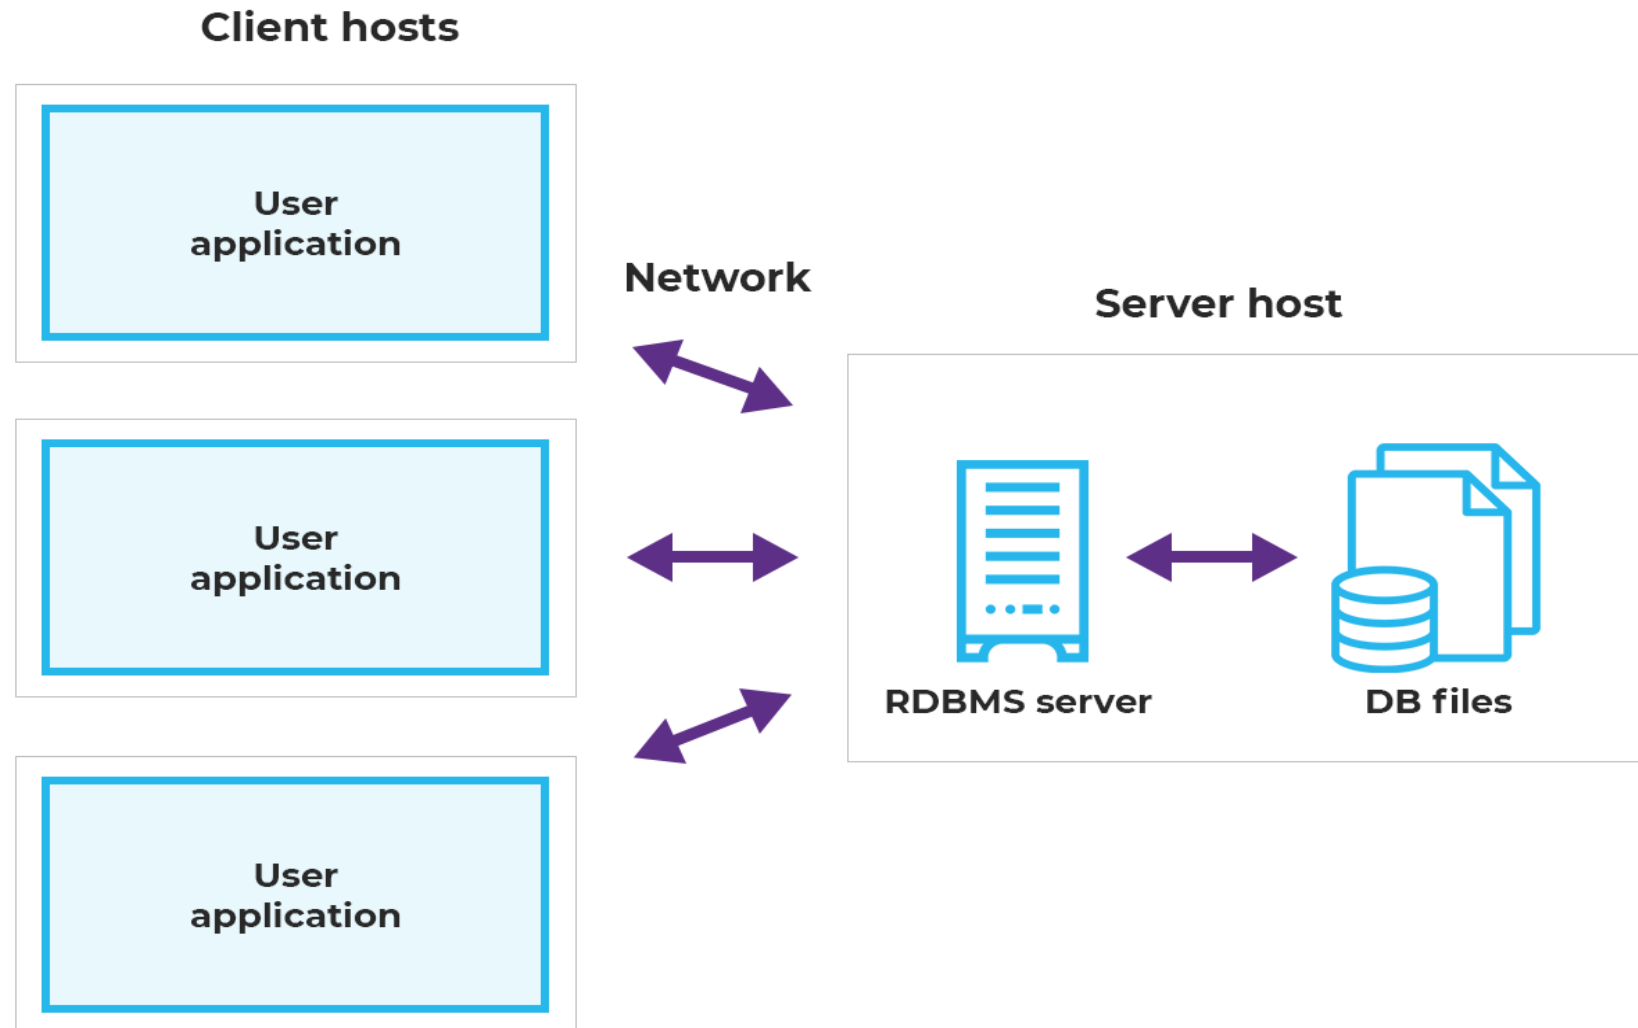 Client hosts
User
application
Network
Server host
User
application
RDBMS server
DB files
User
application